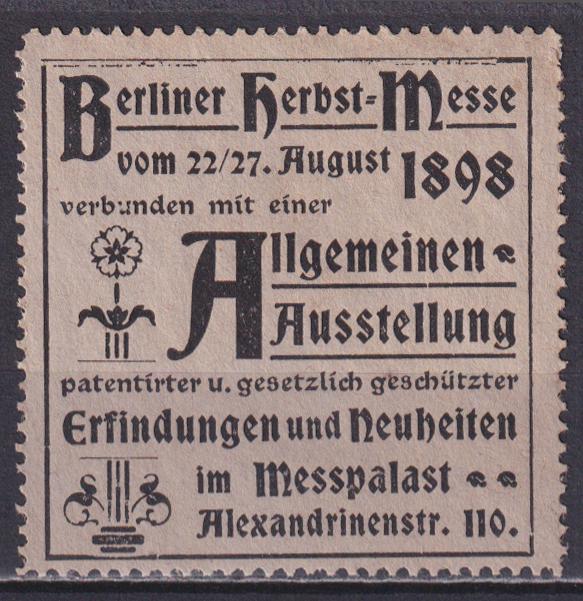 Berliner Herbst-Messe
vom 22/27. August 1898
verbunden mit einer
Allgemeinen
Ausstellung
patentirter u. gesetzlich geschützter
Erfindungen und Neuheiten
im Messpalast
Alexandrinenstr. 110.